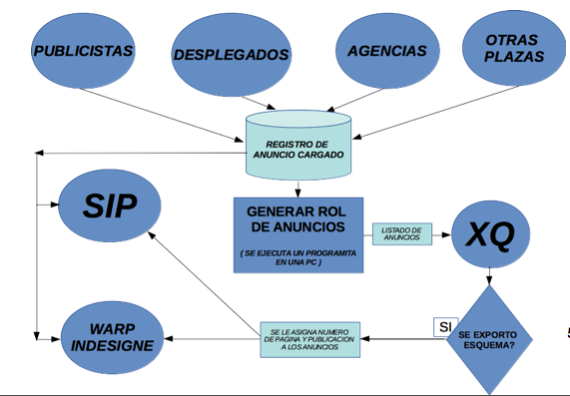 PUBLICISTAS
DESPLEGADOS
AGENCIAS
OTRAS
PLAZAS
REGISTRO DE
ANUNCIO CARGADO
SIP
GENERAR ROL
DE ANUNCIOS
( SE EJECUTA UN PROGRAMITA
EN UNA PC )
LISTADO DE
ANUNCIOS
XQ
WARP
INDESIGNE
SE LE ASIGNA NUMERO
DE PAGINA Y PUBLICACION
A LOS ANUNCIOS
SI
SE EXPORTO
ESQUEMA?